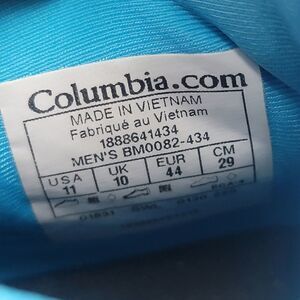 Columbia.com
MADE IN VIETNAM
Fabriqué au Vietnam
1888641434
MEN'S BM0082-434
USA UK EUR CM
11 10 44 29